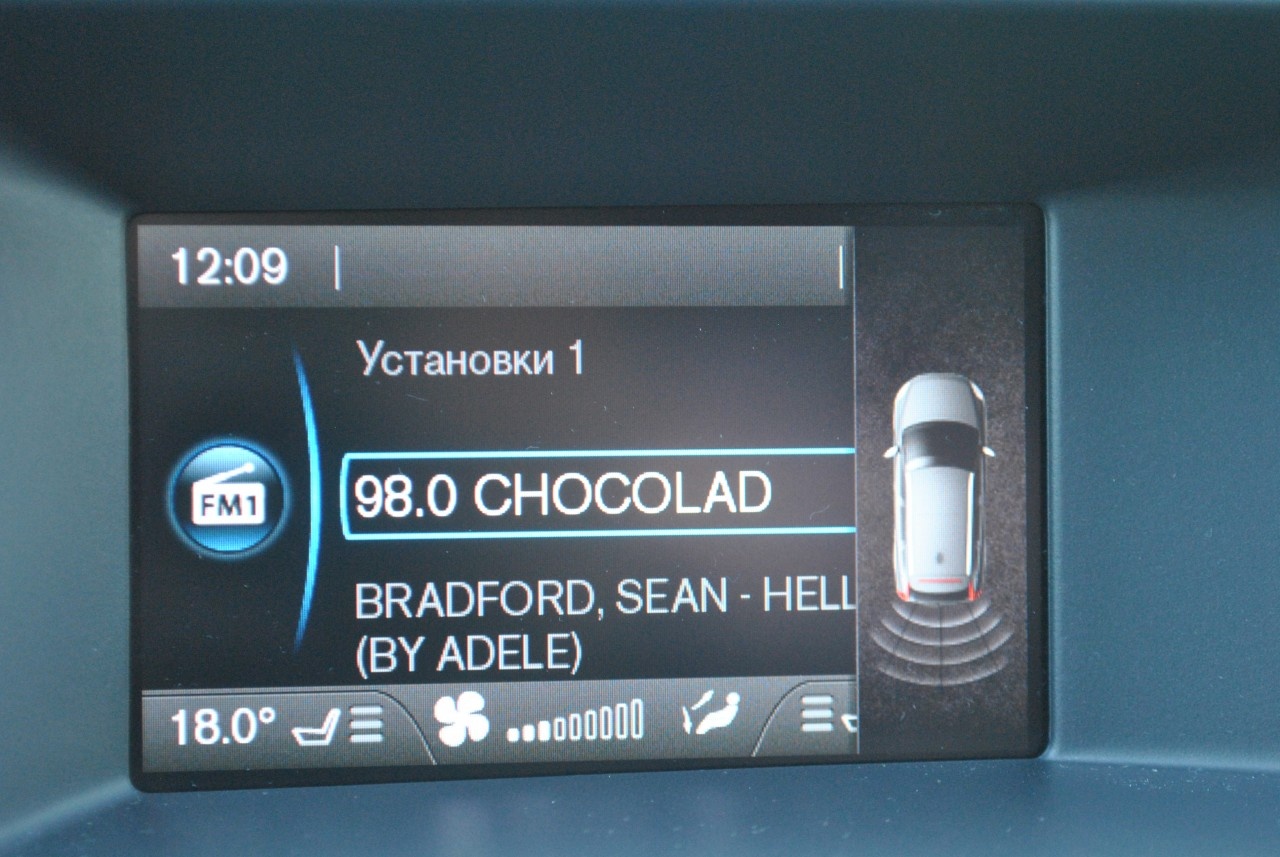 12:09
Установки 1
FM1
98.0 CHOCOLAD
BRADFORD, SEAN - HELL
(BY ADELE)
18.0°